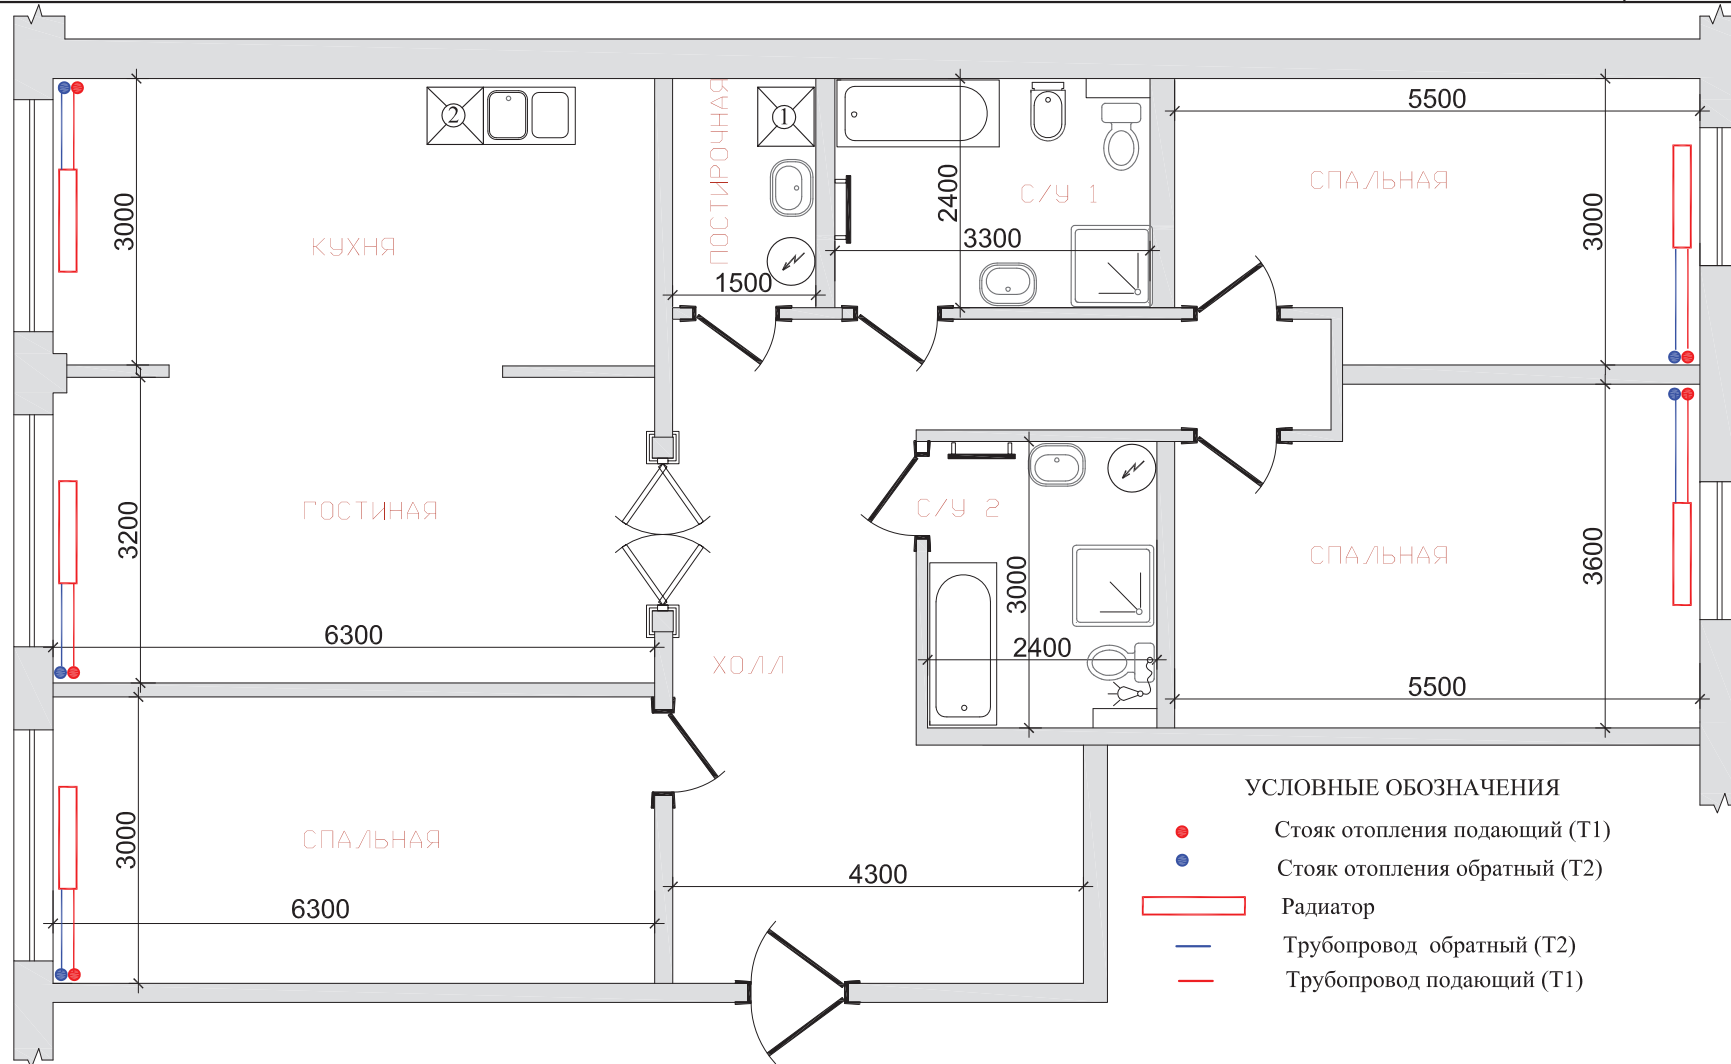 2
ПОСТИРОЧНАЯ
1
5500
СПАЛЬНАЯ
3000
КУХНЯ
2400
С/У 1
3300
3000
1500
ГОСТИНАЯ
3200
С/У 2
3000
СПАЛЬНАЯ
3600
6300
2400
ХОЛЛ
5500
СПАЛЬНАЯ
3000
6300
4300
УСЛОВНЫЕ ОБОЗНАЧЕНИЯ
Стояк отопления подающий (Т1)
Стояк отопления обратный (Т2)
Радиатор
Трубопровод обратный (Т2)
Трубопровод подающий (Т1)